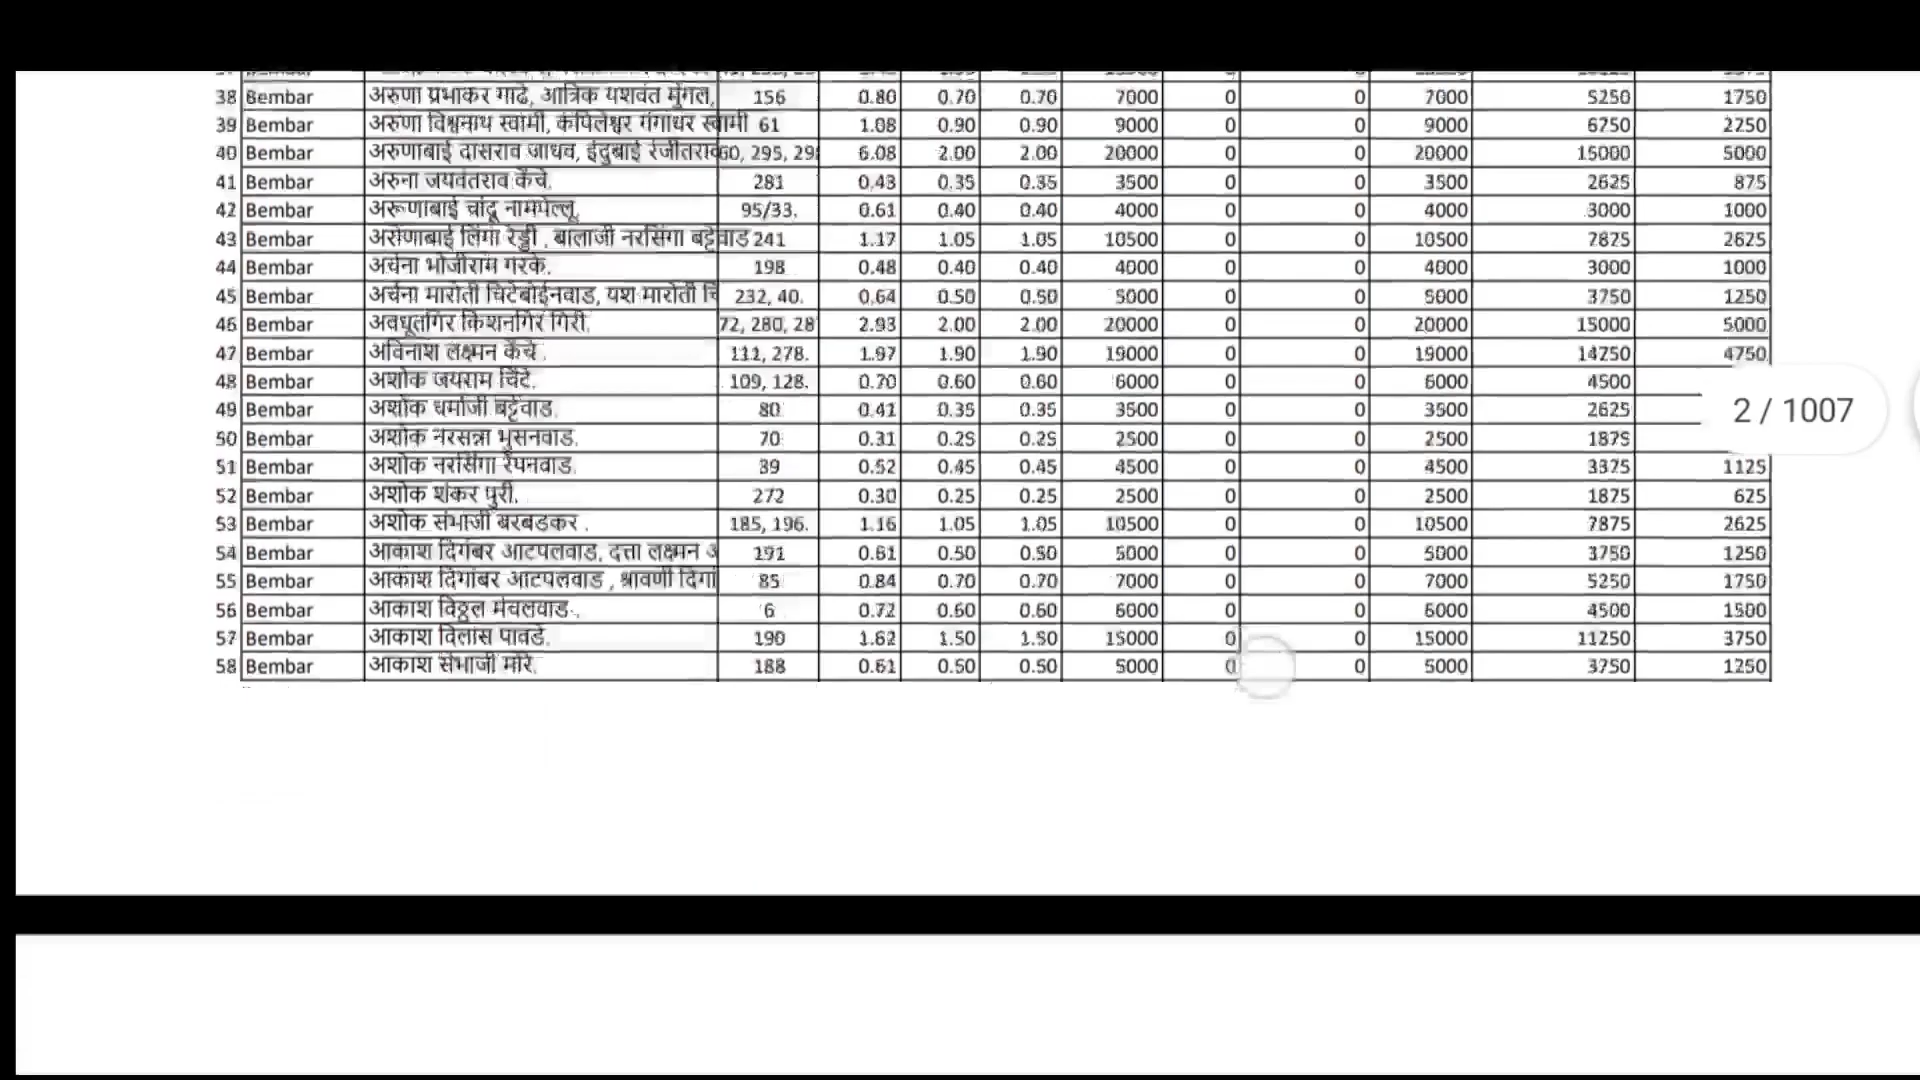 38 Bembar अरुणा प्रभाकर गाढे, आत्रिक यशवंत मुंगल, 156 0.80 0.70 0.70 7000 0 0 7000 5250 1750
39 Bembar अरुणा विश्वनाथ स्वामी, कपिलेश्वर गंगाधर स्वामी 61 1.08 0.90 0.90 9000 0 0 9000 6750 2250
40 Bembar अरुणाबाई दासराव जाधव, इंदुबाई रंजीतराव 60, 295, 29 6.08 2.00 2.00 20000 0 0 20000 15000 5000
41 Bembar अरुना जयवंतराव कैचे. 281 0.43 0.35 0.35 3500 0 0 3500 2625 875
42 Bembar अरूणाबाई चांदू नामपेल्लू 95/33. 0.61 0.40 0.40 4000 0 0 4000 3000 1000
43 Bembar अरोणाबाई लिंगा रेड्डी , बालाजी नरसिंगा बट्टेवाड 241 1.17 1.05 1.05 10500 0 0 10500 7875 2625
44 Bembar अर्चना भोजीराम गरके. 198 0.48 0.40 0.40 4000 0 0 4000 3000 1000
45 Bembar अर्चना मारोती चिटेबोईनवाड, यश मारोती चि 232, 40. 0.64 0.50 0.50 5000 0 0 5000 3750 1250
46 Bembar अवधूतगिर किशनगिर गिरी. 72, 280, 28 2.93 2.00 2.00 20000 0 0 20000 15000 5000
47 Bembar अविनाश लक्ष्मन कैचे . 111, 278. 1.97 1.90 1.90 19000 0 0 19000 14250 4750
48 Bembar अशोक जयराम चिंटे. 109, 128. 0.70 0.60 0.60 6000 0 0 6000 4500
49 Bembar अशोक धर्माजी बट्टेवाड. 80 0.41 0.35 0.35 3500 0 0 3500 2625
2 / 1007
50 Bembar अशोक नरसन्ना भुसनवाड. 70 0.31 0.25 0.25 2500 0 0 2500 1875
51 Bembar अशोक नरसिंगा रेपनवाड. 39 0.52 0.45 0.45 4500 0 0 4500 3375 1125
52 Bembar अशोक शंकर पुरी. 272 0.30 0.25 0.25 2500 0 0 2500 1875 625
53 Bembar अशोक संभाजी बरबडकर . 185, 196. 1.16 1.05 1.05 10500 0 0 10500 7875 2625
54 Bembar आकाश दिगंबर आटपलवाड, दत्ता लक्ष्मन 191 0.61 0.50 0.50 5000 0 0 5000 3750 1250
55 Bembar आकाश दिगांबर आटपलवाड , श्रावणी दिगां 85 0.84 0.70 0.70 7000 0 0 7000 5250 1750
56 Bembar आकाश विठ्ठल मेचलवाड . 6 0.72 0.60 0.60 6000 0 0 6000 4500 1500
57 Bembar आकाश विलास पावडे. 190 1.62 1.50 1.50 15000 0 0 15000 11250 3750
58 Bembar आकाश संभाजी मोरे. 188 0.61 0.50 0.50 5000 0 0 5000 3750 1250